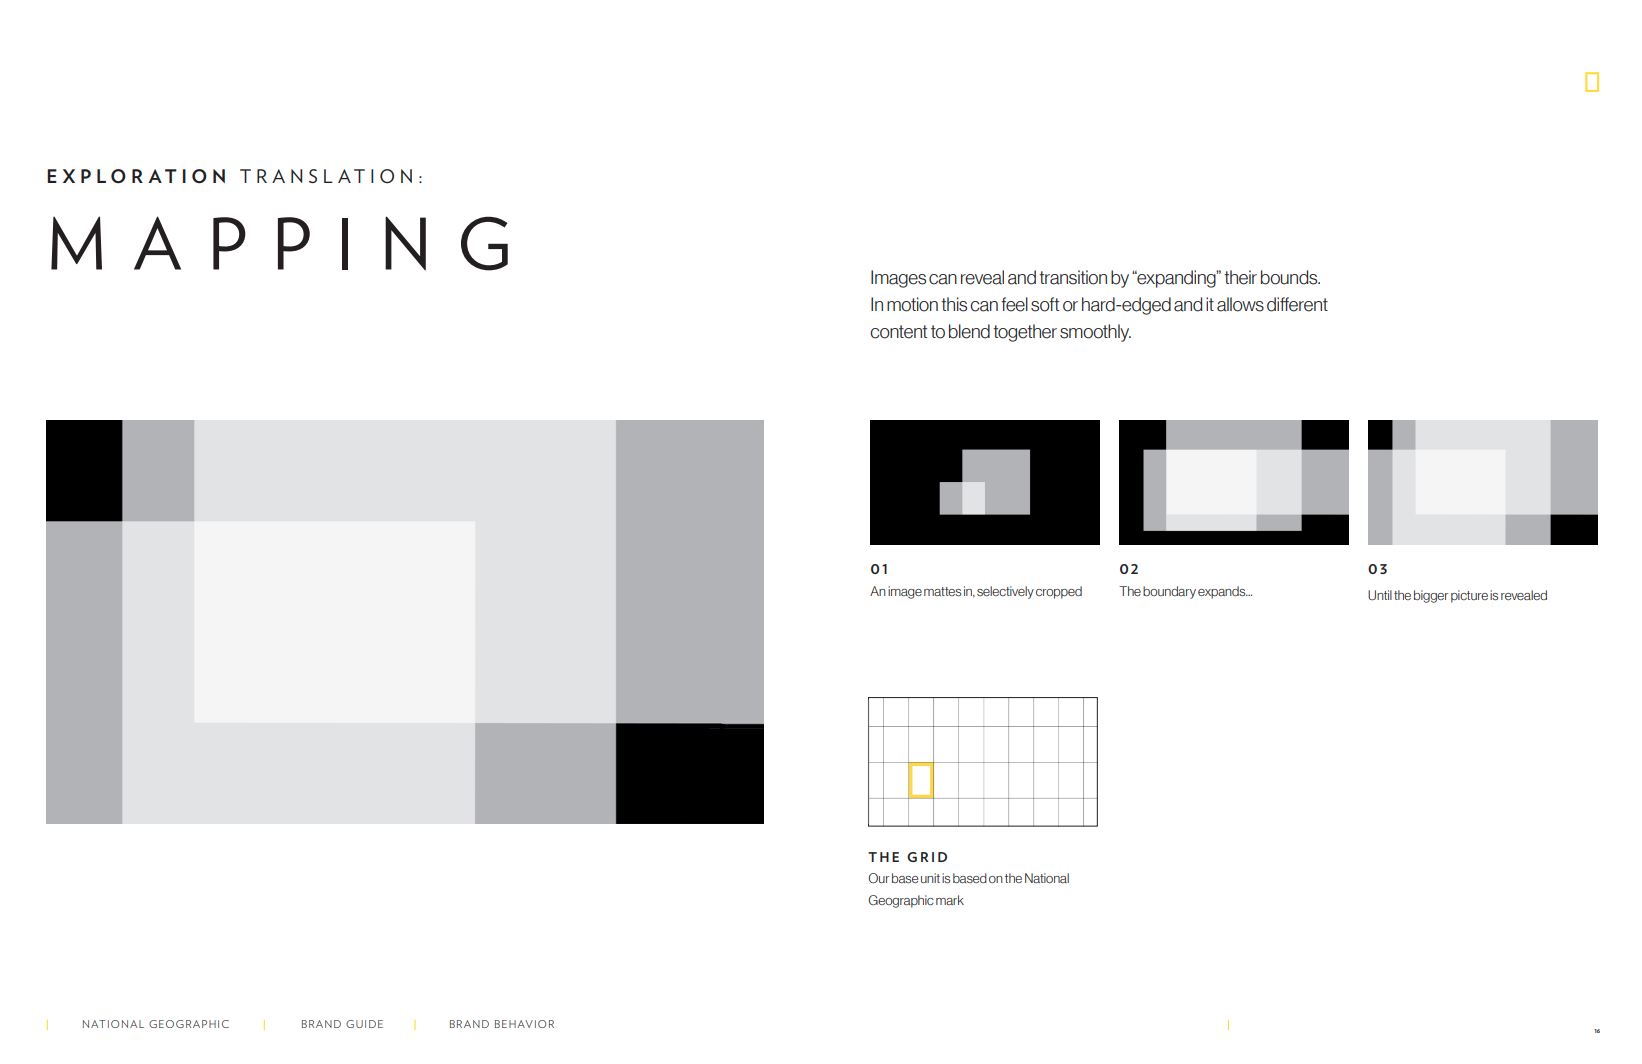 EXPLORATION TRANSLATION:
MAPPING
Images can reveal and transition by “expanding” their bounds.
In motion this can feel soft or hard-edged and it allows different
content to blend together smoothly.
01
An image mattes in, selectively cropped
02
The boundary expands...
03
Until the bigger picture is revealed
THE GRID
Our base unit is based on the National
Geographic mark
| NATIONAL GEOGRAPHIC | BRAND GUIDE | BRAND BEHAVIOR | 16